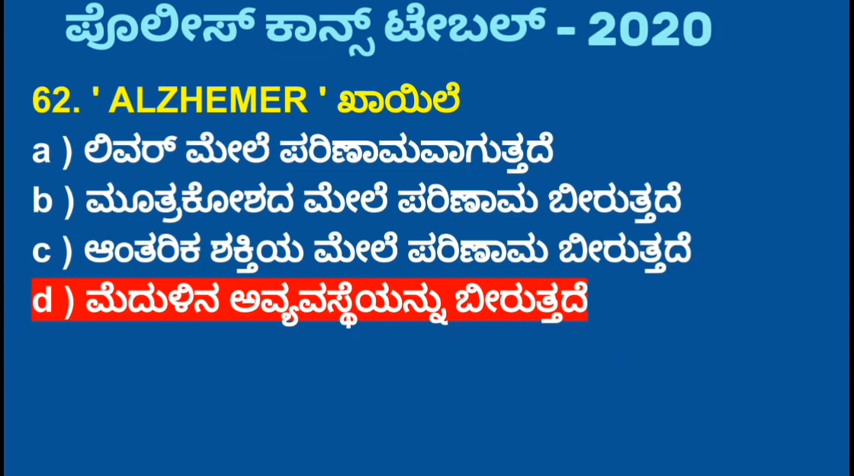 ಪೊಲೀಸ್ ಕಾನ್ಸ್ ಟೇಬಲ್ - 2020
62. ' ALZHEMER ' ಖಾಯಿಲೆ
a ) ಲಿವರ್ ಮೇಲೆ ಪರಿಣಾಮವಾಗುತ್ತದೆ
b ) ಮೂತ್ರಕೋಶದ ಮೇಲೆ ಪರಿಣಾಮ ಬೀರುತ್ತದೆ
c ) ಆಂತರಿಕ ಶಕ್ತಿಯ ಮೇಲೆ ಪರಿಣಾಮ ಬೀರುತ್ತದೆ
d ) ಮೆದುಳಿನ ಅವ್ಯವಸ್ಥೆಯನ್ನು ಬೀರುತ್ತದೆ